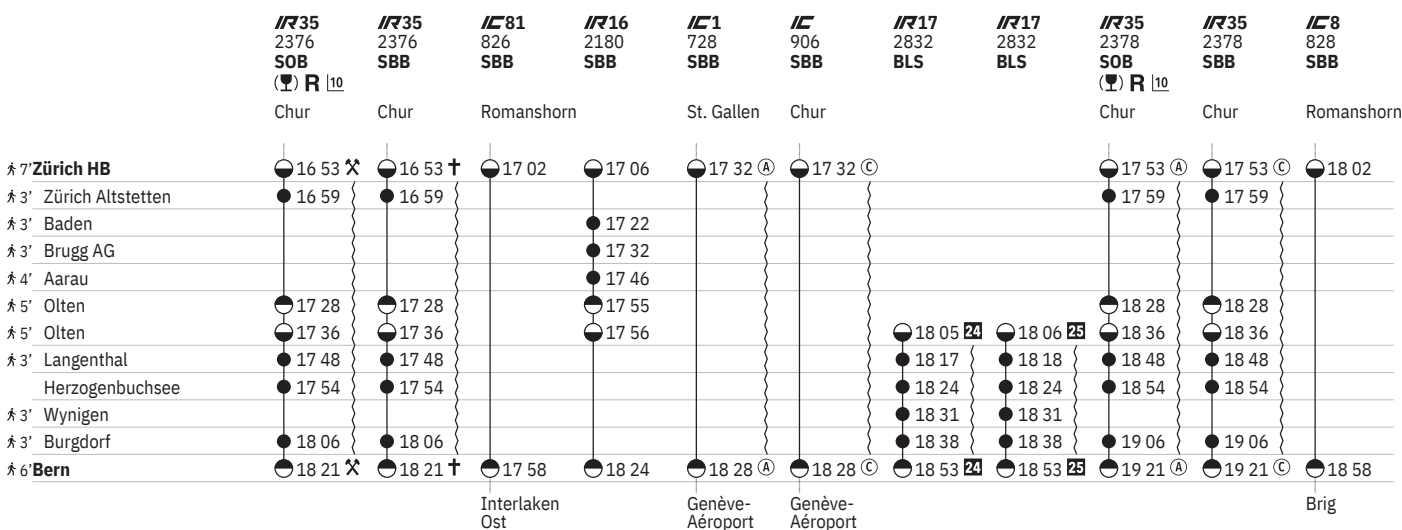 IR35 IR35 IC81 IR16 IC1 IC IR17 IR17 IR35 IR35 IC8
2376 2376 826 2180 728 906 2832 2832 2378 2378 828
SOB SBB SBB SBB SBB SBB BLS BLS SOB SBB SBB
R 10 R 10
Chur Chur Romanshorn St. Gallen Chur Chur Chur Romanshorn
7' Zürich HB 16 53 16 53 17 02 17 06 17 32 A 17 32 C 17 53 A 17 53 C 18 02
3' Zürich Altstetten 16 59 16 59 17 59 17 59
3' Baden 17 22
3' Brugg AG 17 32
4' Aarau 17 46
5' Olten 17 28 17 28 17 55 18 28 18 28
5' Olten 17 36 17 36 17 56 18 05 24 18 06 25 18 36 18 36
3' Langenthal 17 48 17 48 18 17 18 18 18 48 18 48
Herzogenbuchsee 17 54 17 54 18 24 18 24 18 54 18 54
3' Wynigen 18 31 18 31
3' Burgdorf 18 06 18 06 18 38 18 38 19 06 19 06
6' Bern 18 21 18 21 17 58 18 24 18 28 A 18 28 C 18 53 24 18 53 25 19 21 A 19 21 C 18 58
Interlaken Genève- Genève- Brig
Ost Aéroport Aéroport